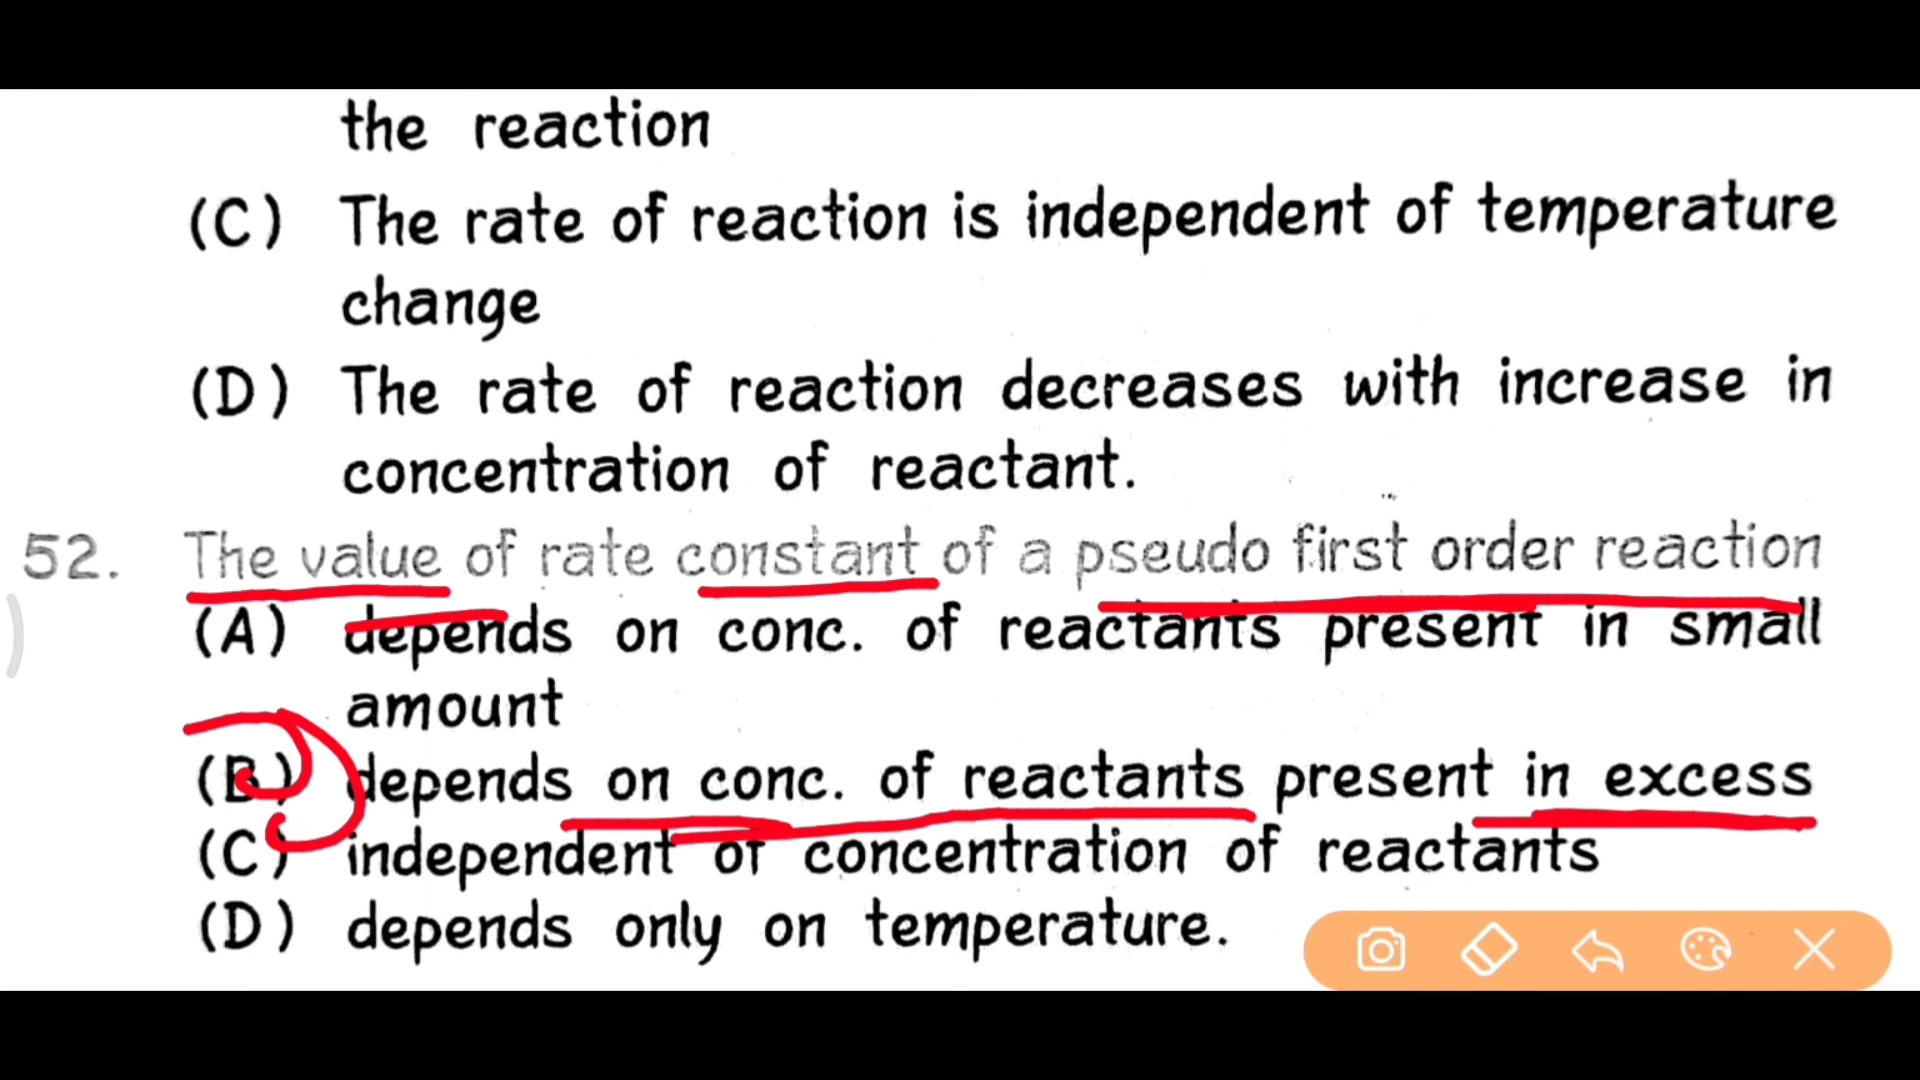 the reaction
(C) The rate of reaction is independent of temperature
change
(D) The rate of reaction decreases with increase in
concentration of reactant.
52. The value of rate constant of a pseudo first order reaction
(A) depends on conc. of reactants present in small
amount
(B) depends on conc. of reactants present in excess
(C) independent of concentration of reactants
(D) depends only on temperature.